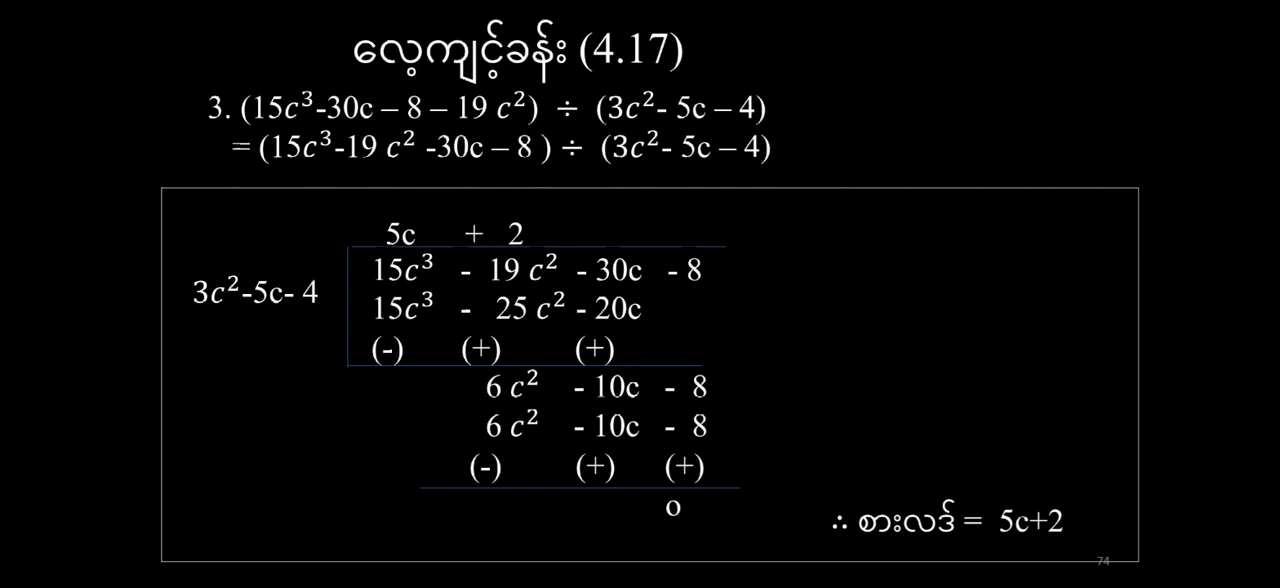 လေ့ကျင့်ခန်း (4.17)
3. (15c³-30c – 8 – 19 c²) ÷ (3c²- 5c – 4)
= (15c³-19 c² -30c – 8 ) ÷ (3c²- 5c – 4)
5c + 2
15c³ - 19 c² - 30c - 8
3c²-5c- 4
15c³ - 25 c² - 20c
(-) (+) (+)
6 c² - 10c - 8
6 c² - 10c - 8
(-) (+) (+)
0
∴ စားလဒ် = 5c+2
74